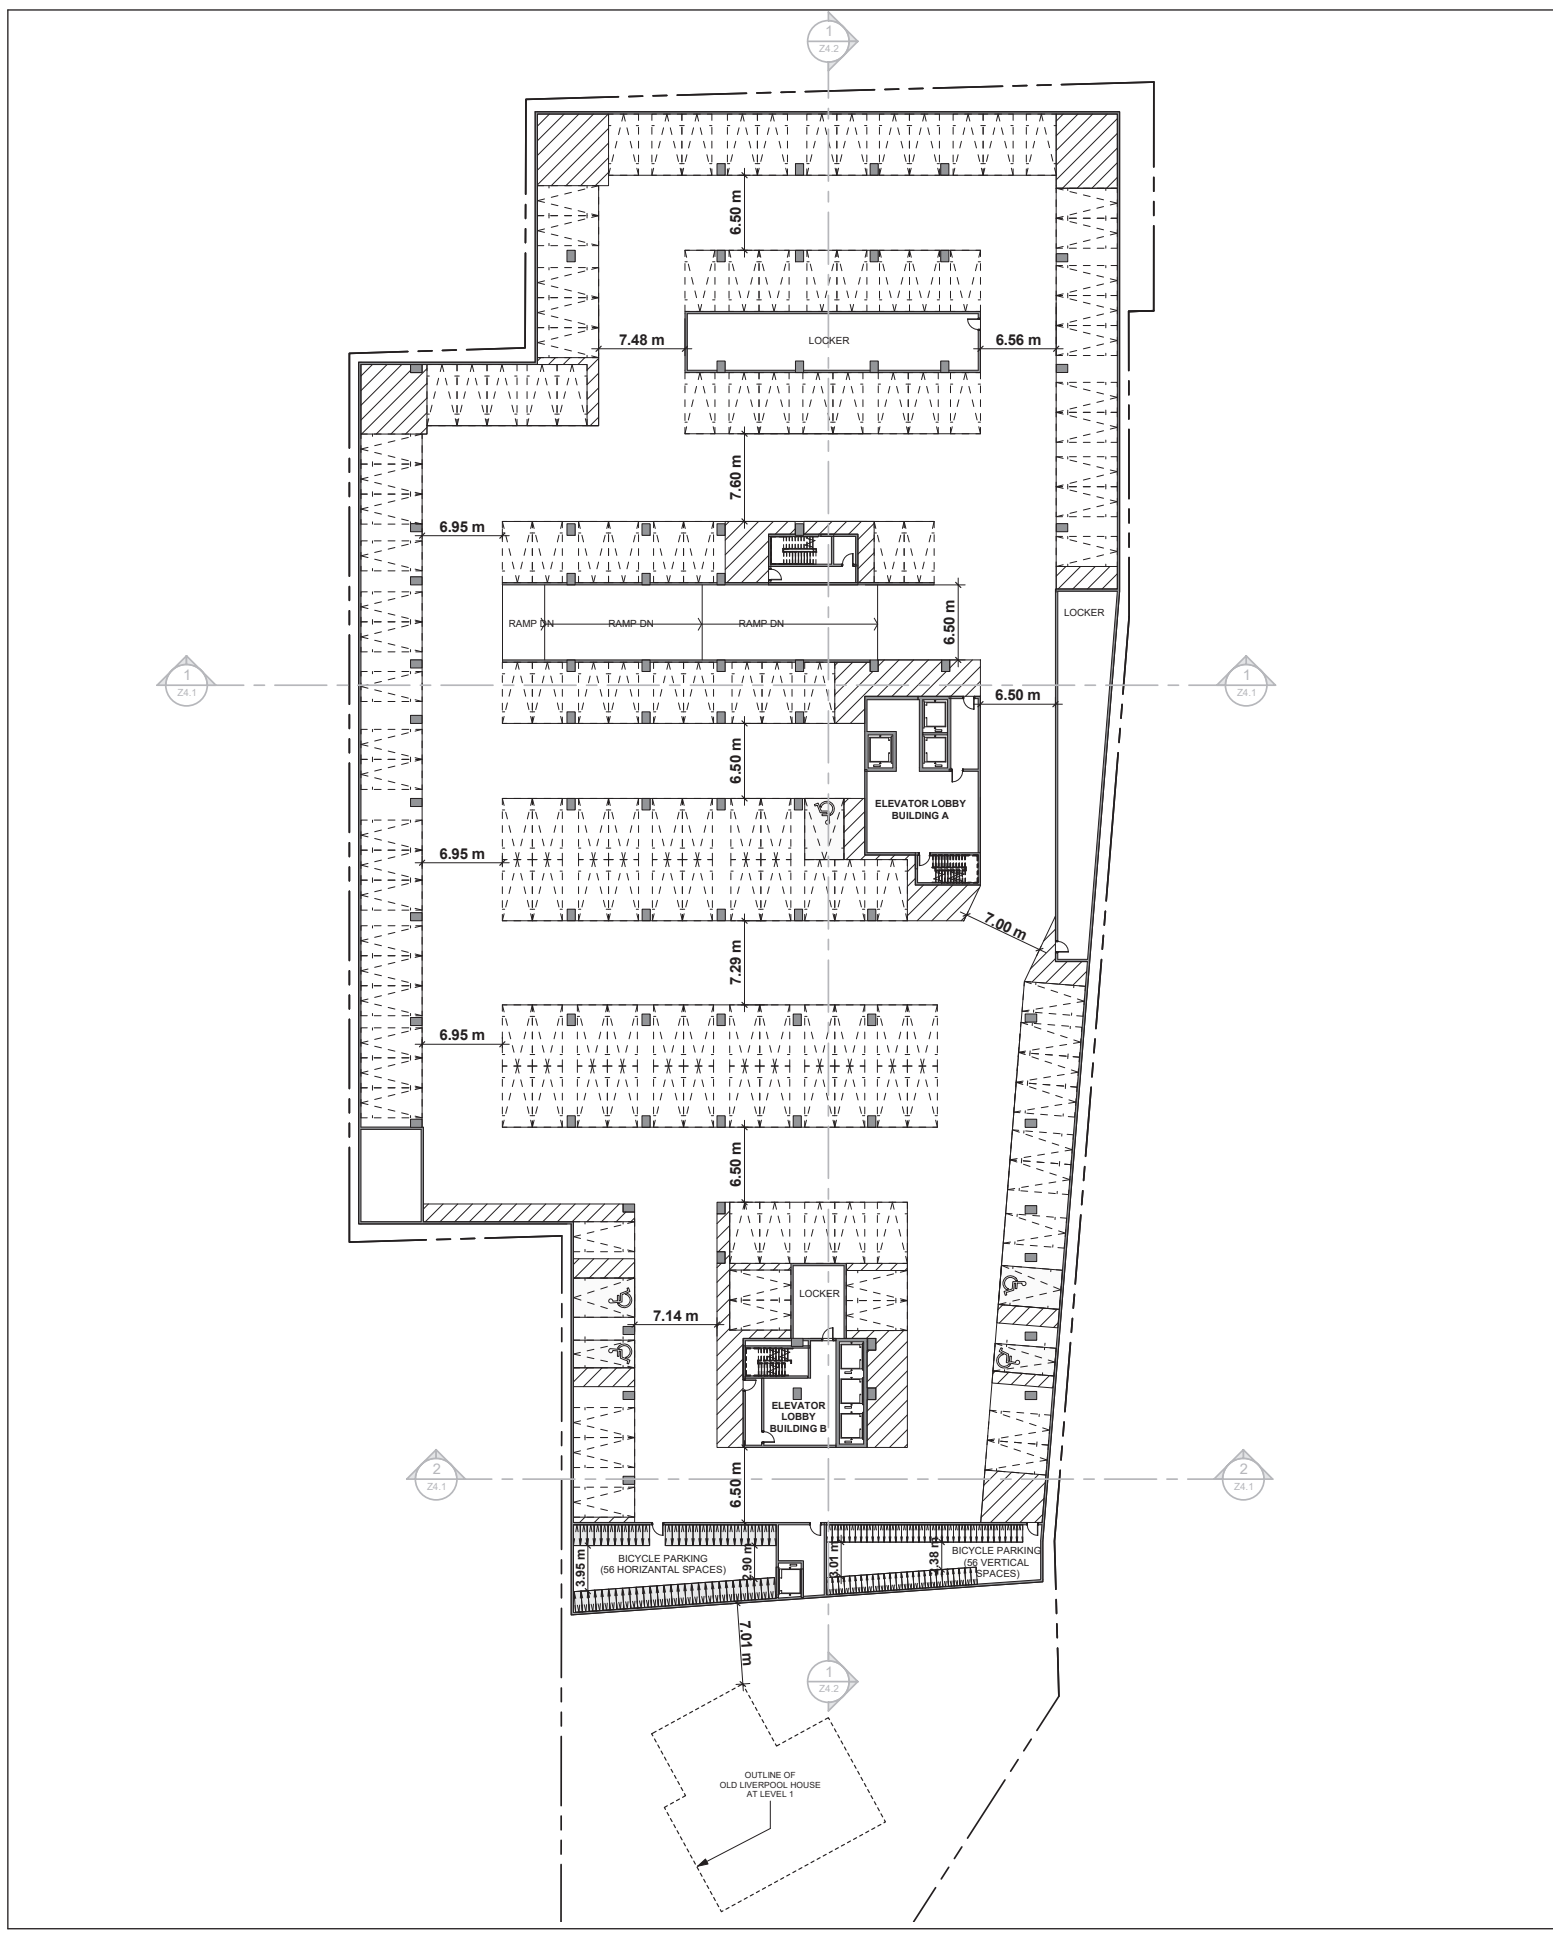 1
Z4.2
6.50 m
7.48 m
LOCKER
6.56 m
7.60 m
6.95 m
RAMP DN
RAMP DN
RAMP DN
6.50 m
LOCKER
1
Z4.1
1
Z4.1
6.50 m
6.50 m
ELEVATOR LOBBY
BUILDING A
6.95 m
7.00 m
7.29 m
6.95 m
6.50 m
LOCKER
7.14 m
ELEVATOR
LOBBY
BUILDING B
2
Z4.1
6.50 m
2
Z4.1
BICYCLE PARKING
(56 HORIZANTAL SPACES)
3.95 m
2.90 m
3.01 m
4.38 m
BICYCLE PARKING
(56 VERTICAL
SPACES)
7.01 m
1
Z4.2
OUTLINE OF
OLD LIVERPOOL HOUSE
AT LEVEL 1